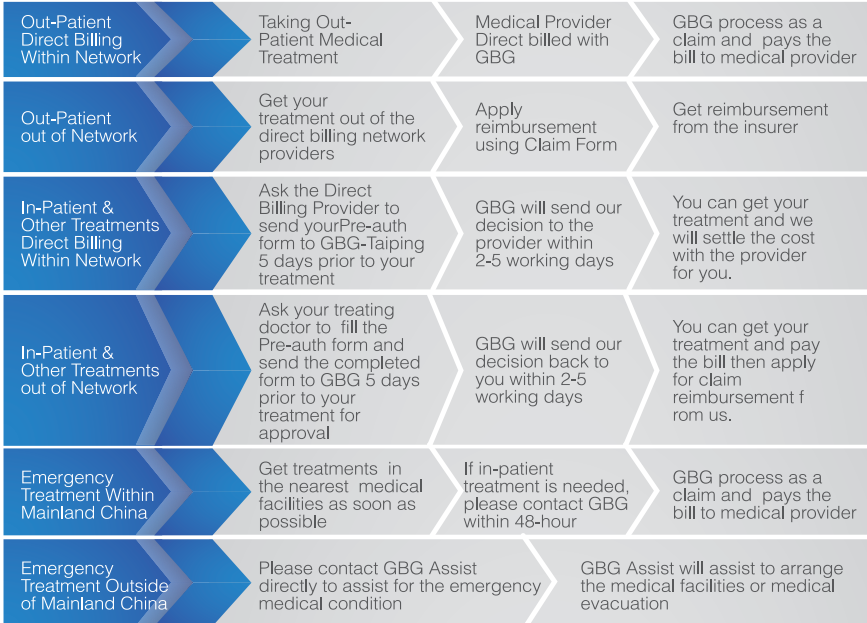 Out-Patient
Direct Billing
Within Network
Taking Out-
Patient Medical
Treatment
Medical Provider
Direct billed with
GBG
GBG process as a
claim and pays the
bill to medical provider
Out-Patient
out of Network
Get your
treatment out of the
direct billing network
providers
Apply
reimbursement
using Claim Form
Get reimbursement
from the insurer
In-Patient &
Other Treatments
Direct Billing
Within Network
Ask the Direct
Billing Provider to
send yourPre-auth
form to GBG-Taiping
5 days prior to your
treatment
GBG will send our
decision to the
provider within
2-5 working days
You can get your
treatment and we
will settle the cost
with the provider
for you.
In-Patient &
Other Treatments
out of Network
Ask your treating
doctor to fill the
Pre-auth form and
send the completed
form to GBG 5 days
prior to your
treatment for
approval
GBG will send our
decision back to
you within 2-5
working days
You can get your
treatment and pay
the bill then apply
for claim
reimbursement f
rom us.
Emergency
Treatment Within
Mainland China
Get treatments in
the nearest medical
facilities as soon as
possible
If in-patient
treatment is needed,
please contact GBG
within 48-hour
GBG process as a
claim and pays the
bill to medical provider
Emergency
Treatment Outside
of Mainland China
Please contact GBG Assist
directly to assist for the emergency
medical condition
GBG Assist will assist to arrange
the medical facilities or medical
evacuation